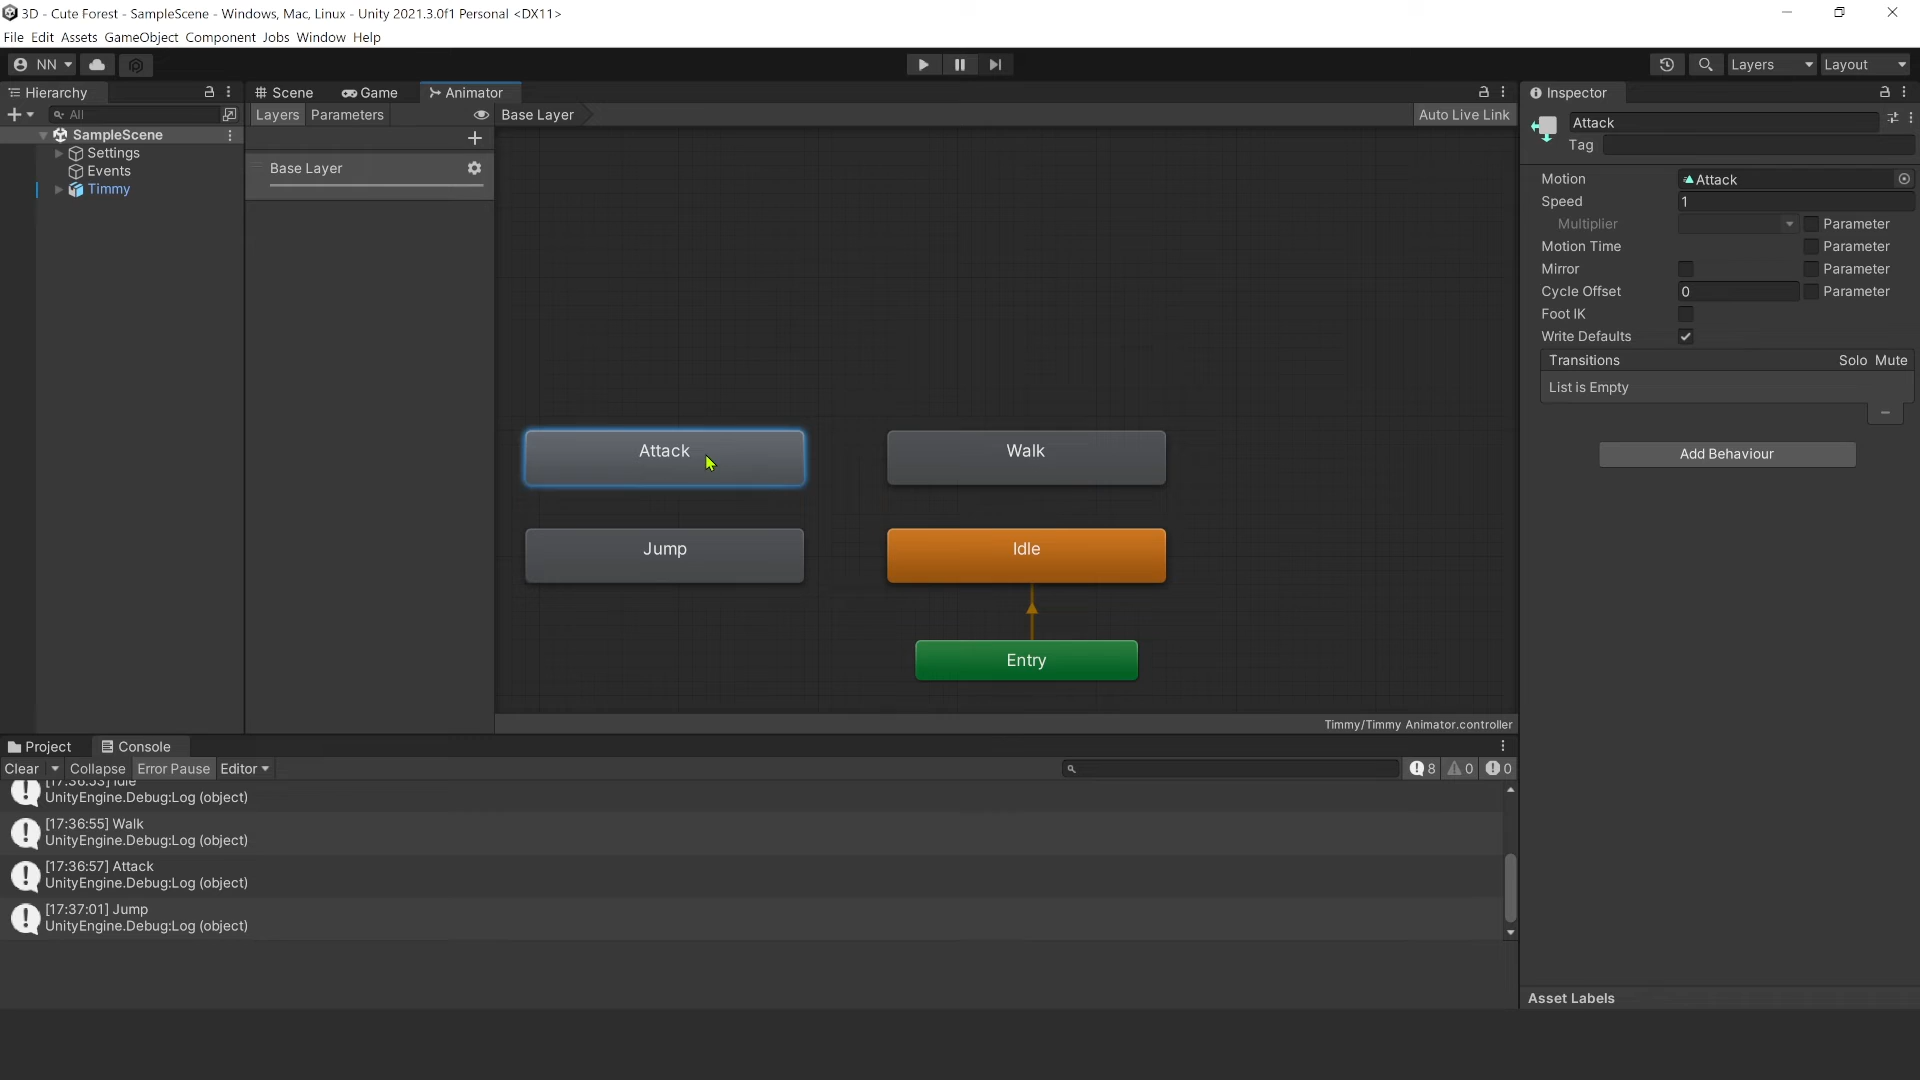 3D - Cute Forest - SampleScene - Windows, Mac, Linux - Unity 2021.3.0f1 Personal <DX11>
File Edit Assets GameObject Component Jobs Window Help
NN
Layers
Layout
Hierarchy
All
SampleScene
Settings
Events
Timmy
Scene
Game
Animator
Layers
Parameters
Base Layer
Base Layer
Auto Live Link
Attack
Walk
Jump
Idle
Entry
Timmy/Timmy Animator.controller
Inspector
Attack
Tag
Motion
Attack
Speed
1
Multiplier
Parameter
Motion Time
Parameter
Mirror
Parameter
Cycle Offset
0
Parameter
Foot IK
Write Defaults
Transitions
Solo
Mute
List is Empty
Add Behaviour
Asset Labels
Project
Console
Clear
Collapse
Error Pause
Editor
8
0
0
[17:36:53] Idle
UnityEngine.Debug:Log (object)
[17:36:55] Walk
UnityEngine.Debug:Log (object)
[17:36:57] Attack
UnityEngine.Debug:Log (object)
[17:37:01] Jump
UnityEngine.Debug:Log (object)